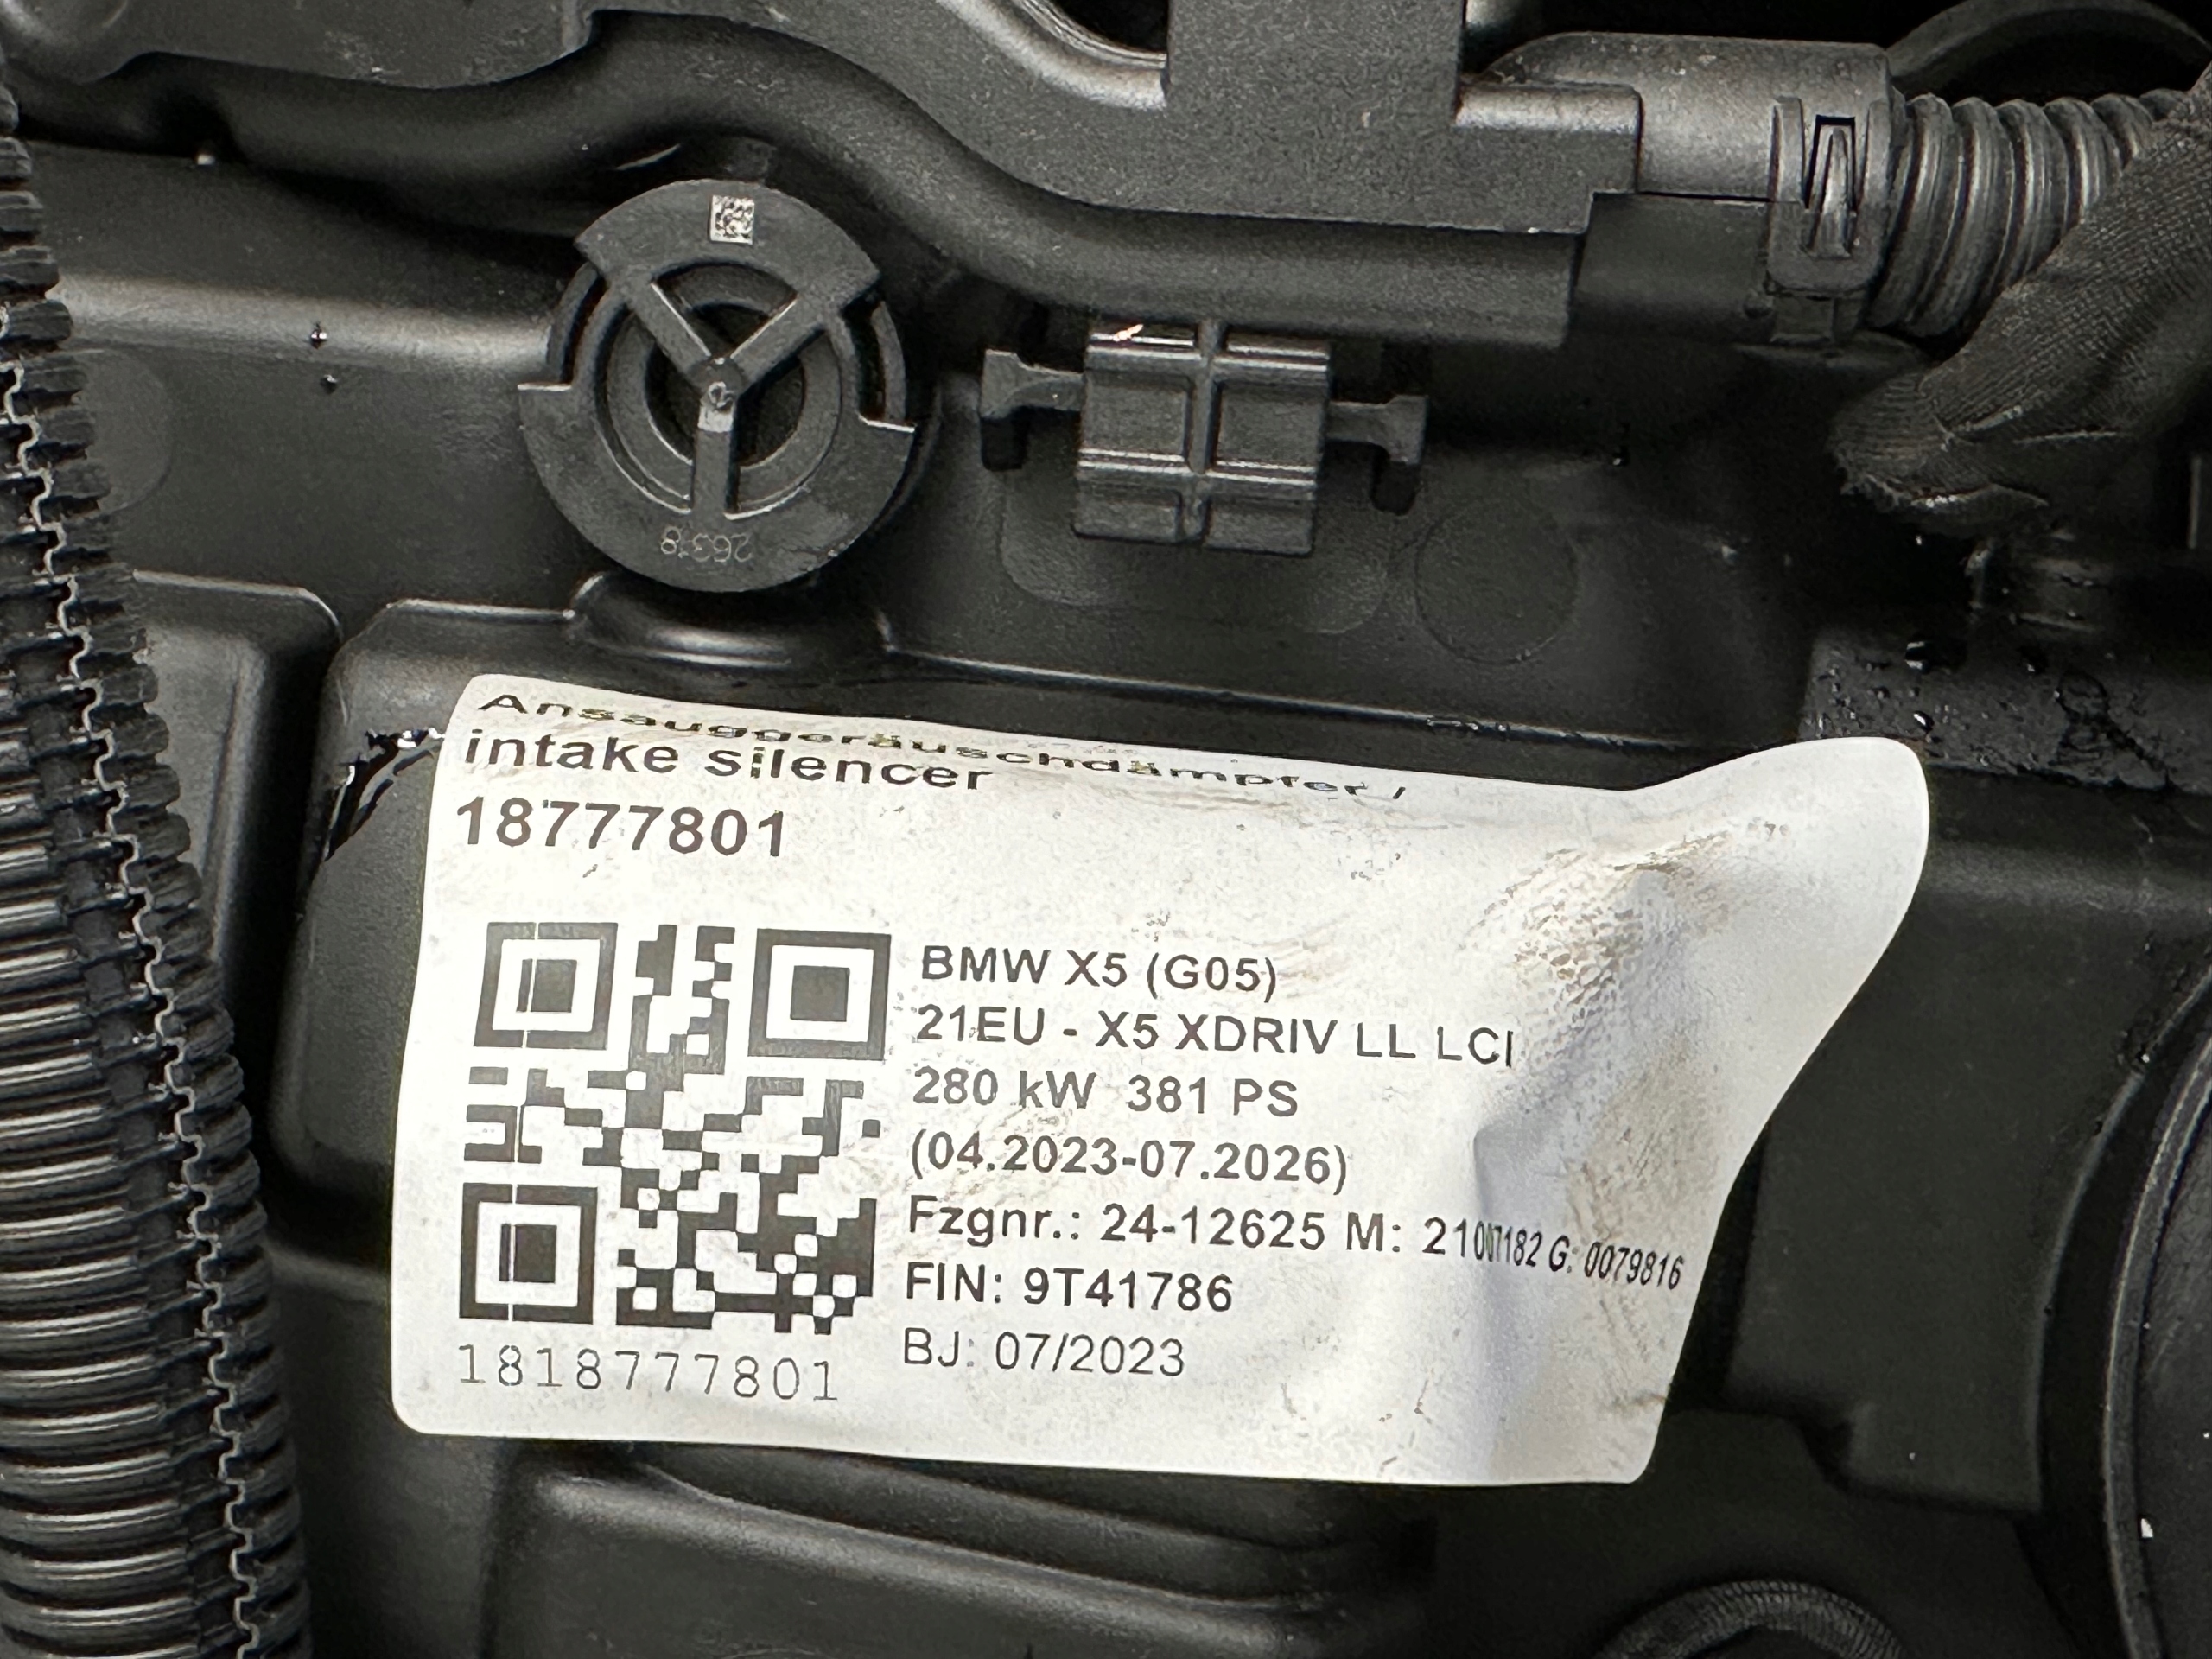 26318
Ansauggeräuschdämpfer /
intake silencer
18777801
BMW X5 (G05)
21EU - X5 XDRIV LL LCI
280 kW 381 PS
(04.2023-07.2026)
Fzgnr.: 24-12625 M: G: 0079816
FIN: 9T41786
BJ: 07/2023
1818777801